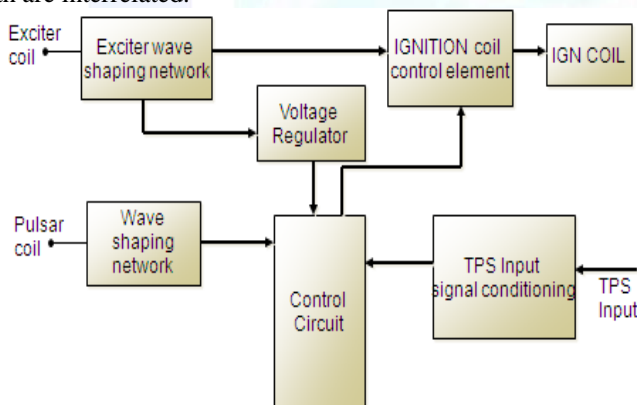 are interrelated.
Exciter
coil
Exciter wave
shaping network
IGNITION coil
control element
IGN COIL
Voltage
Regulator
Pulsar
coil
Wave
shaping
network
Control
Circuit
TPS Input
signal conditioning
TPS
Input